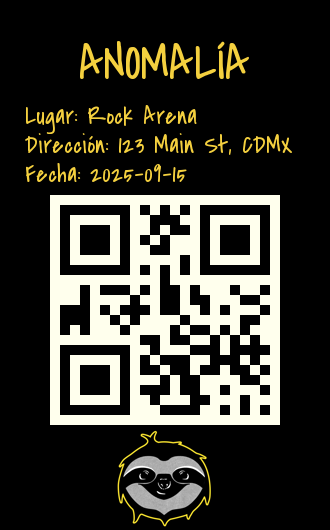 ANOMALÍA
Lugar: Rock Arena
Dirección: 123 Main St, CDMX
Fecha: 2025-09-15